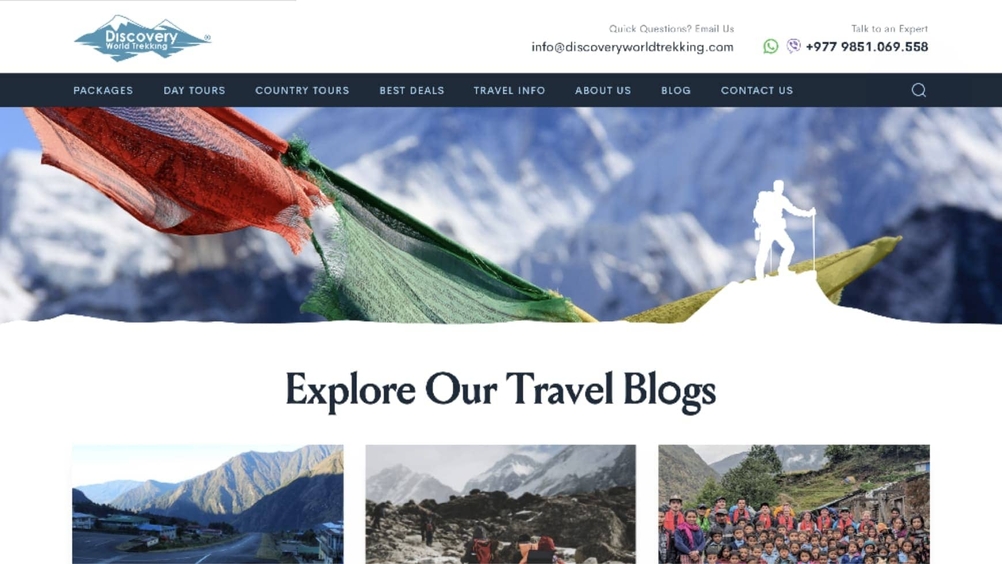 Discovery
World Trekking
®
Quick Questions? Email Us
info@discoveryworldtrekking.com
Talk to an Expert
+977 9851.069.558
PACKAGES DAY TOURS COUNTRY TOURS BEST DEALS TRAVEL INFO ABOUT US BLOG CONTACT US
Explore Our Travel Blogs